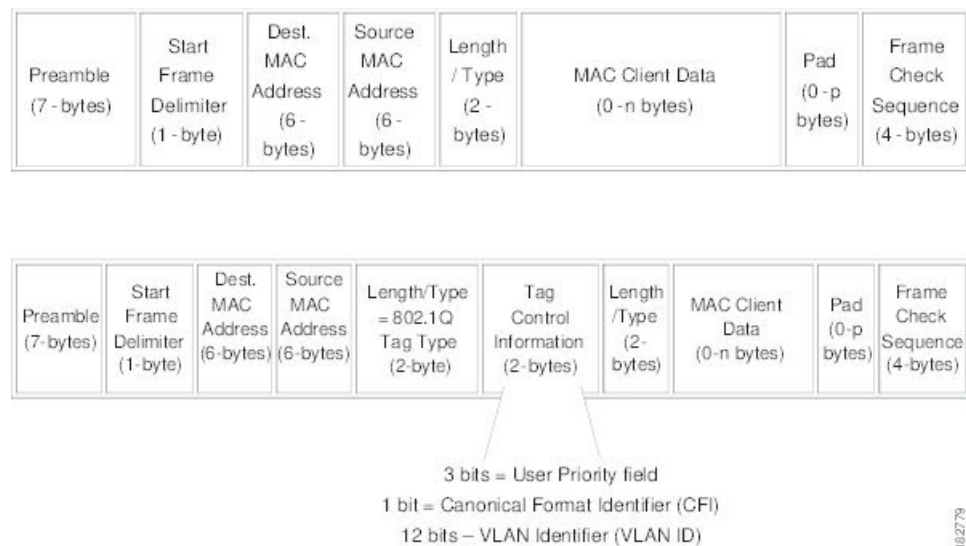 Preamble
(7 - bytes)
Start
Frame
Delimiter
(1 - byte)
Dest.
MAC
Address
(6 -
bytes)
Source
MAC
Address
(6 -
bytes)
Length
/ Type
(2 -
bytes)
MAC Client Data
(0 -n bytes)
Pad
(0 -p
bytes)
Frame
Check
Sequence
(4 - bytes)
Preamble
(7-bytes)
Start
Frame
Delimiter
(1-byte)
Dest.
MAC
Address
(6-bytes)
Source
MAC
Address
(6-bytes)
Length/Type
= 802.1Q
Tag Type
(2-byte)
Tag
Control
Information
(2-bytes)
Length
/Type
(2-
bytes)
MAC Client
Data
(0-n bytes)
Pad
(0-p
bytes)
Frame
Check
Sequence
(4-bytes)
3 bits = User Priority field
1 bit = Canonical Format Identifier (CFI)
12 bits – VLAN Identifier (VLAN ID)
182779